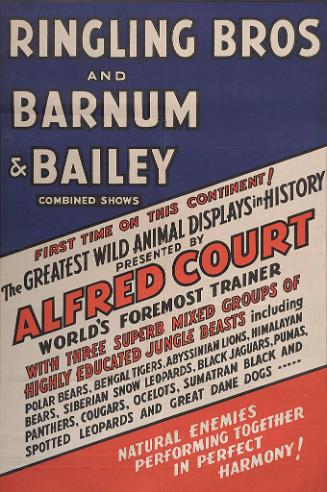 RINGLING BROS
AND
BARNUM
& BAILEY
COMBINED SHOWS
FIRST TIME ON THIS CONTINENT!
The GREATEST WILD ANIMAL DISPLAYS in HISTORY
PRESENTED BY
ALFRED COURT
WORLD'S FOREMOST TRAINER
WITH THREE SUPERB MIXED GROUPS OF
HIGHLY EDUCATED JUNGLE BEASTS including
POLAR BEARS, BENGAL TIGERS, ABYSSINIAN LIONS, HIMALAYAN
BEARS, SIBERIAN SNOW LEOPARDS, BLACK JAGUARS, PUMAS,
PANTHERS, COUGARS, OCELOTS, SUMATRAN BLACK AND
SPOTTED LEOPARDS AND GREAT DANE DOGS .....
NATURAL ENEMIES
PERFORMING TOGETHER
IN PERFECT
HARMONY!